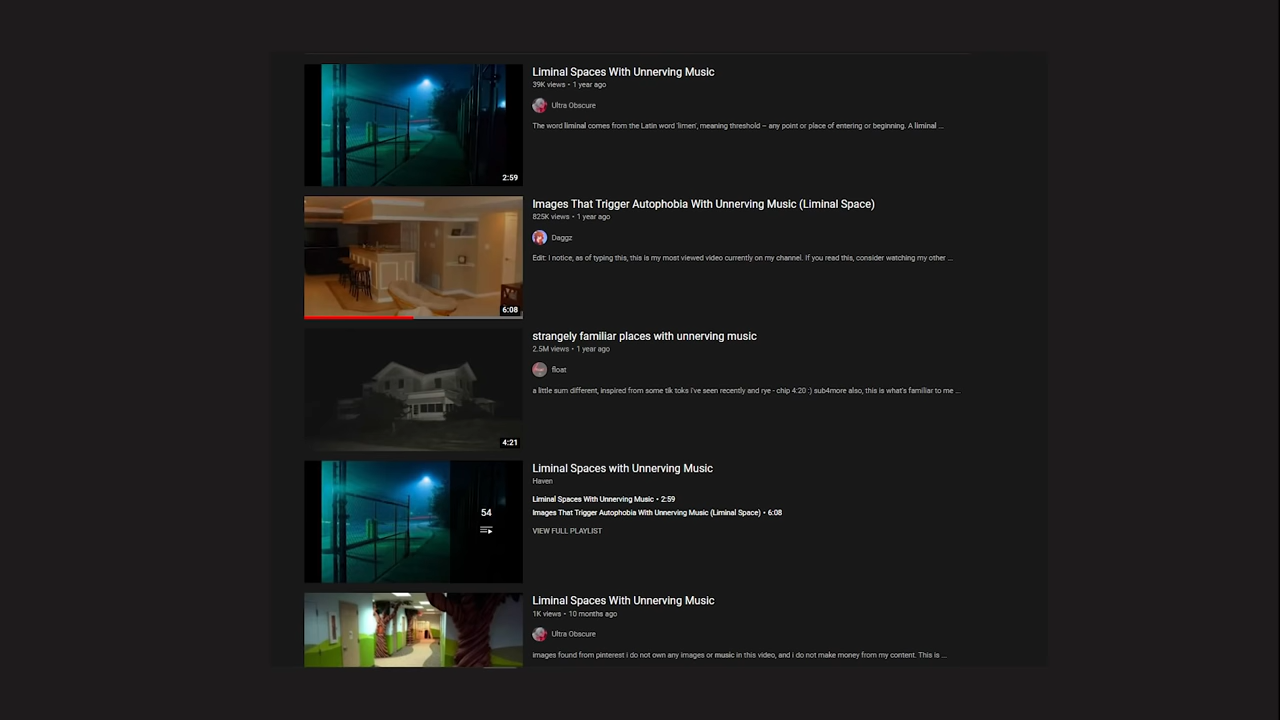 Liminal Spaces With Unnerving Music
39K views • 1 year ago
Ultra Obscure
The word liminal comes from the Latin word 'limen', meaning threshold – any point or place of entering or beginning. A liminal ...
2:59
Images That Trigger Autophobia With Unnerving Music (Liminal Space)
825K views • 1 year ago
Daggz
Edit: I notice, as of typing this, this is my most viewed video currently on my channel. If you read this, consider watching my other ...
6:08
strangely familiar places with unnerving music
2.5M views • 1 year ago
float
a little sum different, inspired from some tik toks i've seen recently and rye - chip 4:20 :) sub4more also, this is what's familiar to me ...
4:21
Liminal Spaces with Unnerving Music
Haven
Liminal Spaces With Unnerving Music • 2:59
54
Images That Trigger Autophobia With Unnerving Music (Liminal Space) • 6:08
VIEW FULL PLAYLIST
Liminal Spaces With Unnerving Music
1K views • 10 months ago
Ultra Obscure
images found from pinterest i do not own any images or music in this video, and i do not make money from my content. This is ...